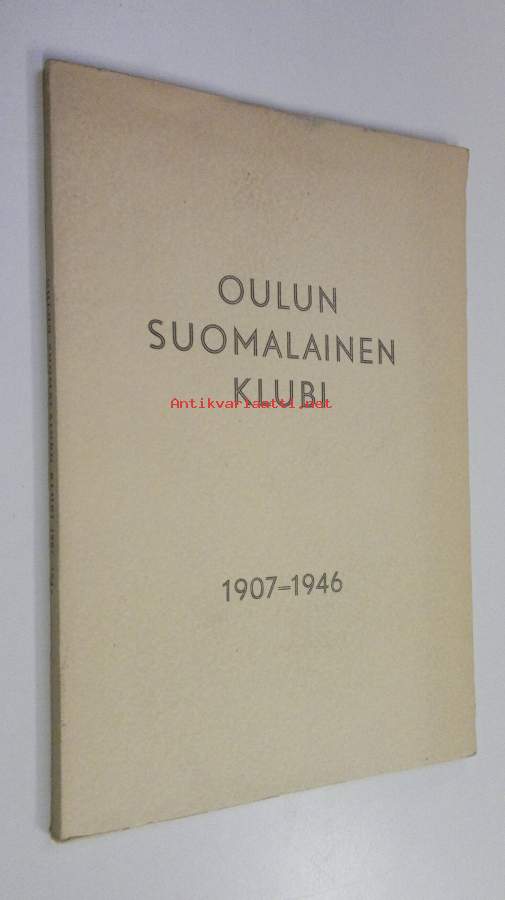 OULUN
SUOMALAINEN
KLUBI
Antikvariaatti.net
1907-1946